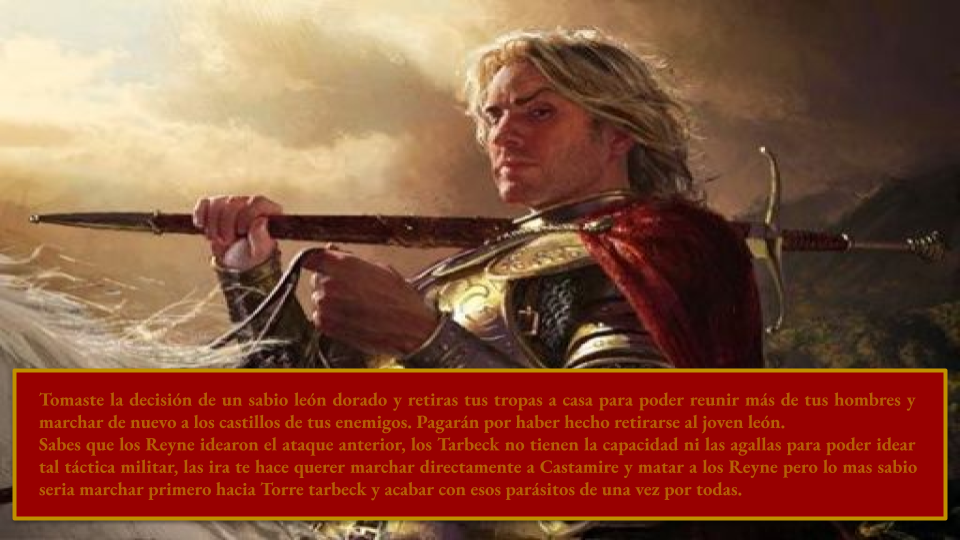 Tomaste la decisión de un sabio león dorado y retiras tus tropas a casa para poder reunir más de tus hombres y
marchar de nuevo a los castillos de tus enemigos. Pagarán por haber hecho retirarse al joven león.
Sabes que los Reyne idearon el ataque anterior, los Tarbeck no tienen la capacidad ni las agallas para poder idear
tal táctica militar, las ira te hace querer marchar directamente a Castamire y matar a los Reyne pero lo mas sabio
seria marchar primero hacia Torre tarbeck y acabar con esos parásitos de una vez por todas.